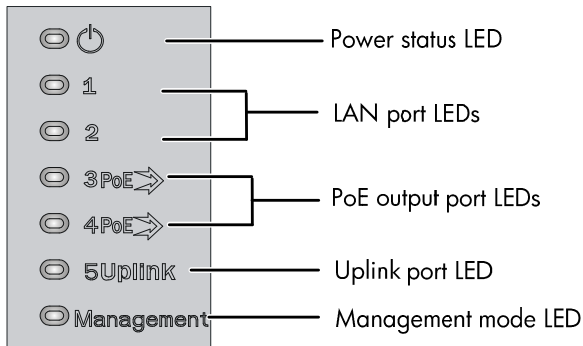 Power status LED
1
LAN port LEDs
2
3PoE
PoE output port LEDs
4PoE
5Uplink
Uplink port LED
Management
Management mode LED